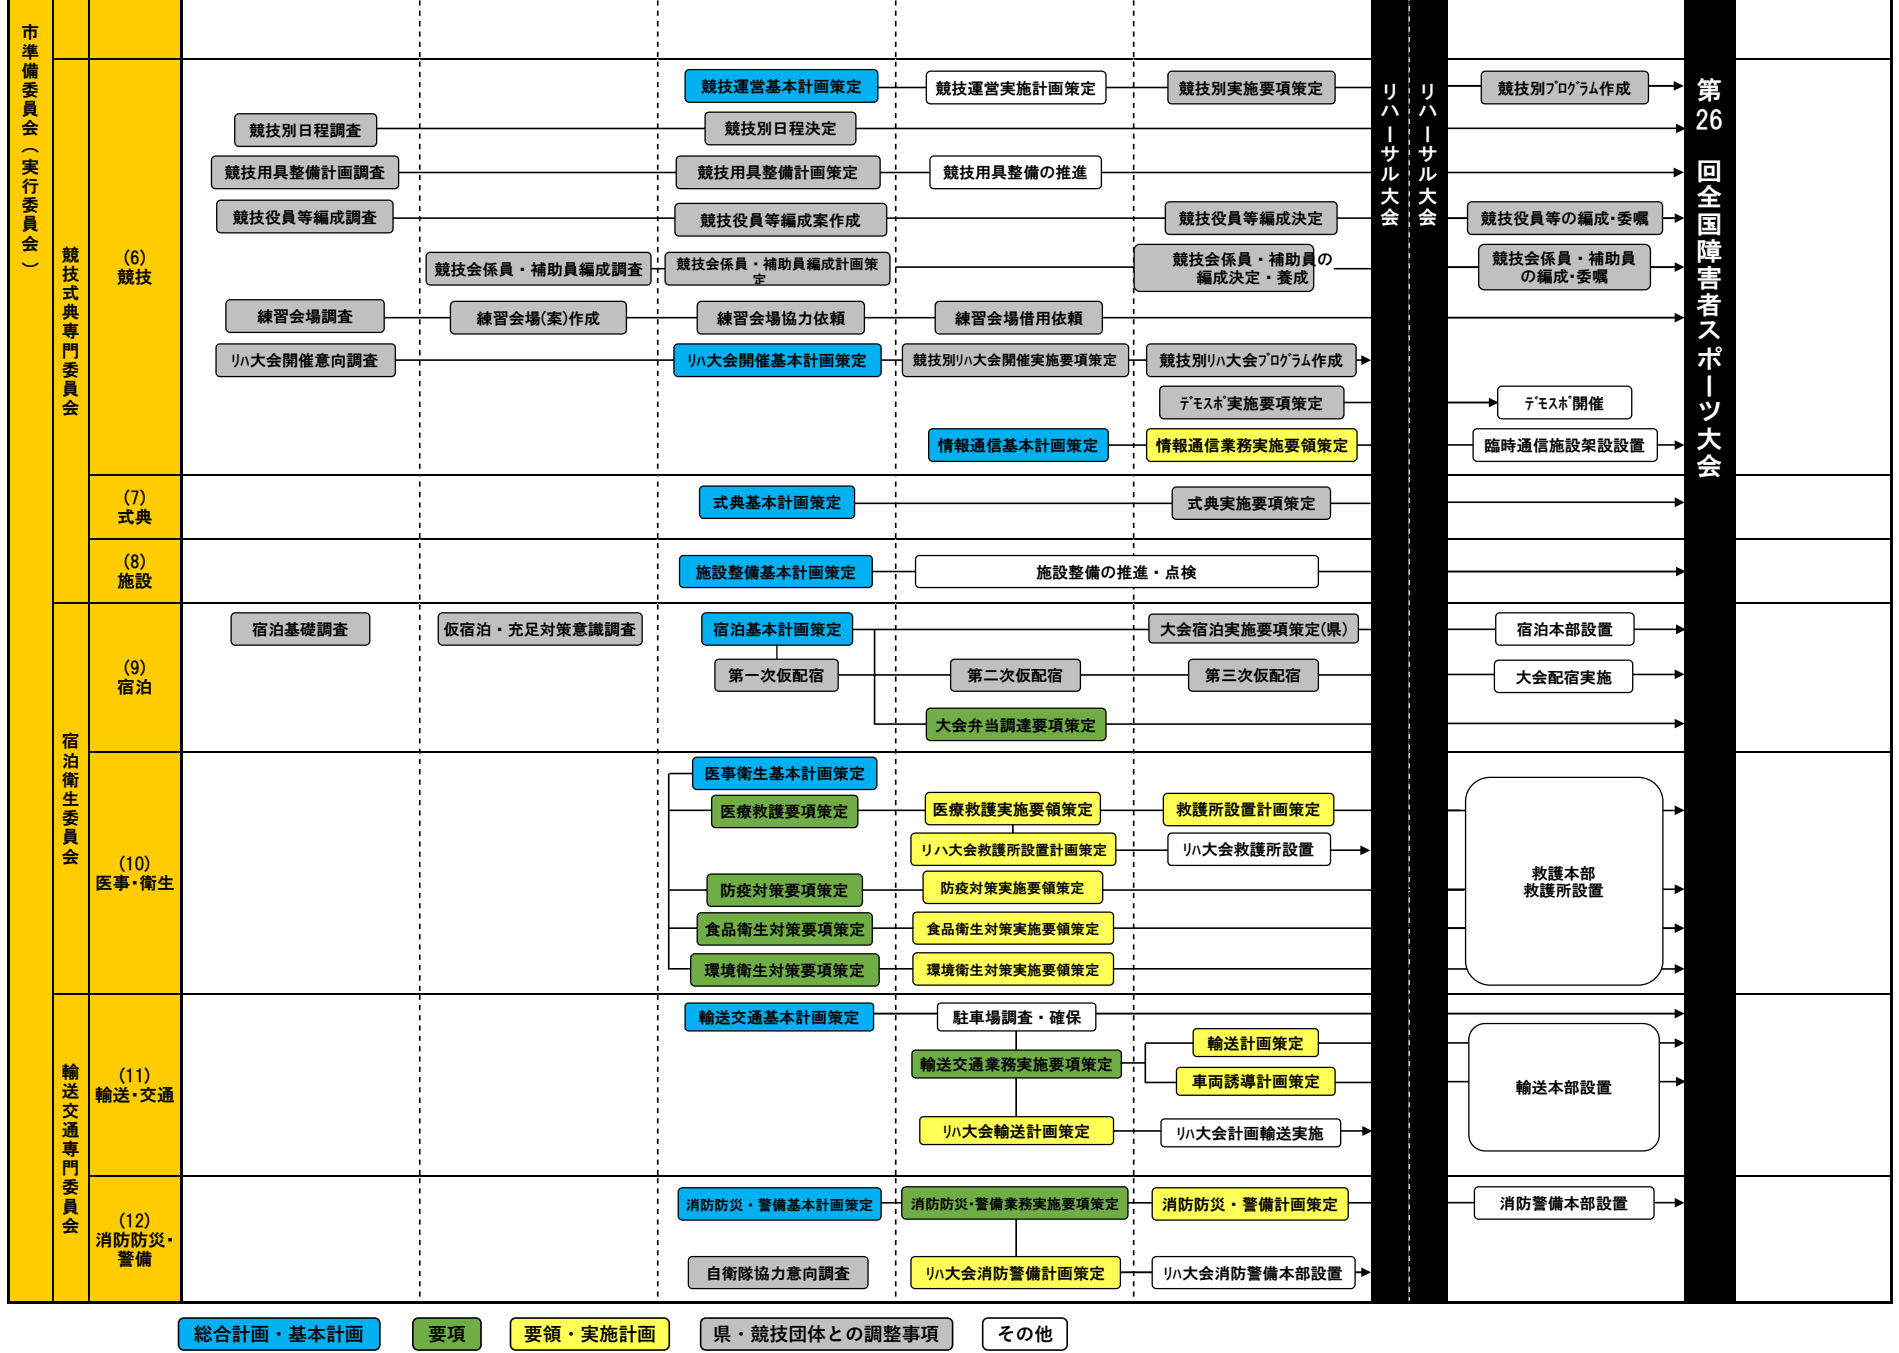 市準備委員会（実行委員会）
競技式典専門委員会
(6)
競技
競技運営基本計画策定
競技運営実施計画策定
競技別実施要項策定
競技別ﾌﾟﾛｸﾞﾗﾑ作成
競技別日程調査
競技別日程決定
競技用具整備計画調査
競技用具整備計画策定
競技用具整備の推進
競技役員等編成調査
競技役員等編成案作成
競技役員等編成決定
競技役員等の編成・委嘱
競技会係員・補助員編成調査
競技会係員・補助員編成計画策
定
競技会係員・補助員の
編成決定・養成
競技会係員・補助員
の編成・委嘱
練習会場調査
練習会場(案)作成
練習会場協力依頼
練習会場借用依頼
ﾘﾊ大会開催意向調査
ﾘﾊ大会開催基本計画策定
競技別ﾘﾊ大会開催実施要項策定
競技別ﾘﾊ大会ﾌﾟﾛｸﾞﾗﾑ作成
ﾃﾞﾓｽﾎﾟ実施要項策定
ﾃﾞﾓｽﾎﾟ開催
情報通信基本計画策定
情報通信業務実施要領策定
臨時通信施設架設設置
リハーサル大会
リハーサル大会
第26回全国障害者スポーツ大会
(7)
式典
式典基本計画策定
式典実施要項策定
(8)
施設
施設整備基本計画策定
施設整備の推進・点検
宿泊衛生委員会
(9)
宿泊
宿泊基礎調査
仮宿泊・充足対策意識調査
宿泊基本計画策定
大会宿泊実施要項策定(県)
宿泊本部設置
第一次仮配宿
第二次仮配宿
第三次仮配宿
大会配宿実施
大会弁当調達要項策定
(10)
医事・衛生
医事衛生基本計画策定
医療救護要項策定
医療救護実施要領策定
救護所設置計画策定
リハ大会救護所設置計画策定
ﾘﾊ大会救護所設置
防疫対策要項策定
防疫対策実施要領策定
救護本部
救護所設置
食品衛生対策要項策定
食品衛生対策実施要領策定
環境衛生対策要項策定
環境衛生対策実施要領策定
輸送交通専門委員会
(11)
輸送・交通
輸送交通基本計画策定
駐車場調査・確保
輸送計画策定
輸送交通業務実施要項策定
車両誘導計画策定
輸送本部設置
ﾘﾊ大会輸送計画策定
ﾘﾊ大会計画輸送実施
(12)
消防防災・
警備
消防防災・警備基本計画策定
消防防災・警備業務実施要項策定
消防防災・警備計画策定
消防警備本部設置
自衛隊協力意向調査
ﾘﾊ大会消防警備計画策定
ﾘﾊ大会消防警備本部設置
総合計画・基本計画
要項
要領・実施計画
県・競技団体との調整事項
その他